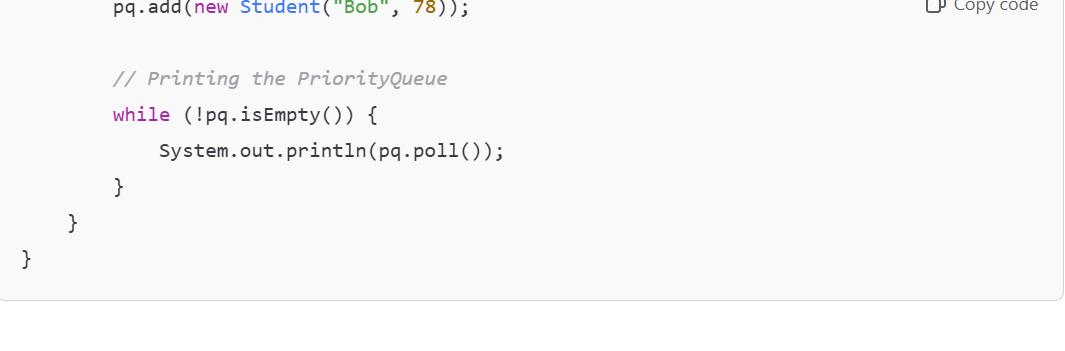 pq.add(new Student("Bob", 78));
Copy code
// Printing the PriorityQueue
while (!pq.isEmpty()) {
System.out.println(pq.poll());
}
}
}